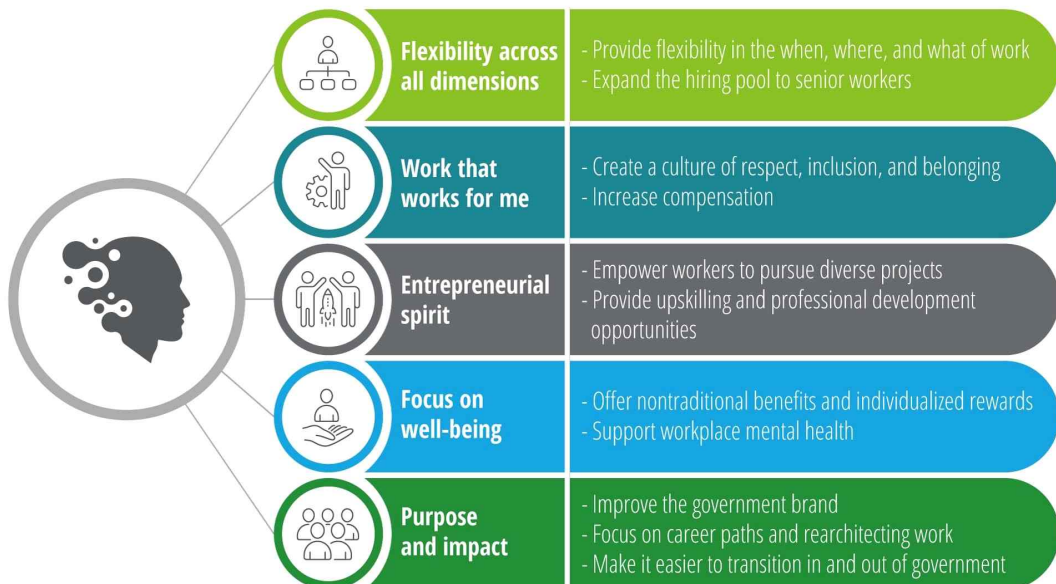 Flexibility across
all dimensions
- Provide flexibility in the when, where, and what of work
- Expand the hiring pool to senior workers
Work that
works for me
- Create a culture of respect, inclusion, and belonging
- Increase compensation
Entrepreneurial
spirit
- Empower workers to pursue diverse projects
- Provide upskilling and professional development
opportunities
Focus on
well-being
- Offer nontraditional benefits and individualized rewards
- Support workplace mental health
Purpose
and impact
- Improve the government brand
- Focus on career paths and rearchitecting work
- Make it easier to transition in and out of government